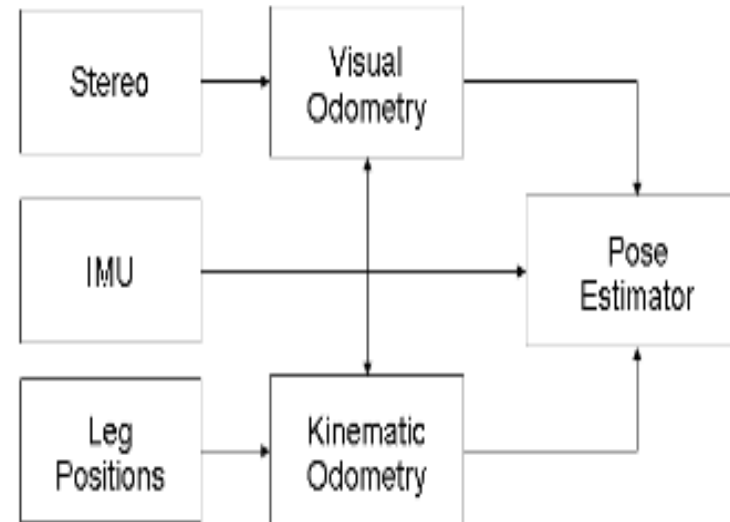 Stereo
Visual
Odometry
IMU
Pose
Estimator
Leg
Positions
Kinematic
Odometry